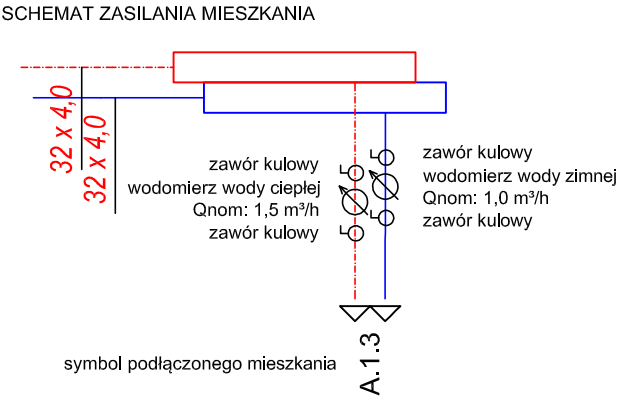 SCHEMAT ZASILANIA MIESZKANIA
32 x 4,0
32 x 4,0
zawór kulowy
wodomierz wody ciepłej
Qnom: 1,5 m³/h
zawór kulowy
zawór kulowy
wodomierz wody zimnej
Qnom: 1,0 m³/h
zawór kulowy
symbol podłączonego mieszkania
A.1.3